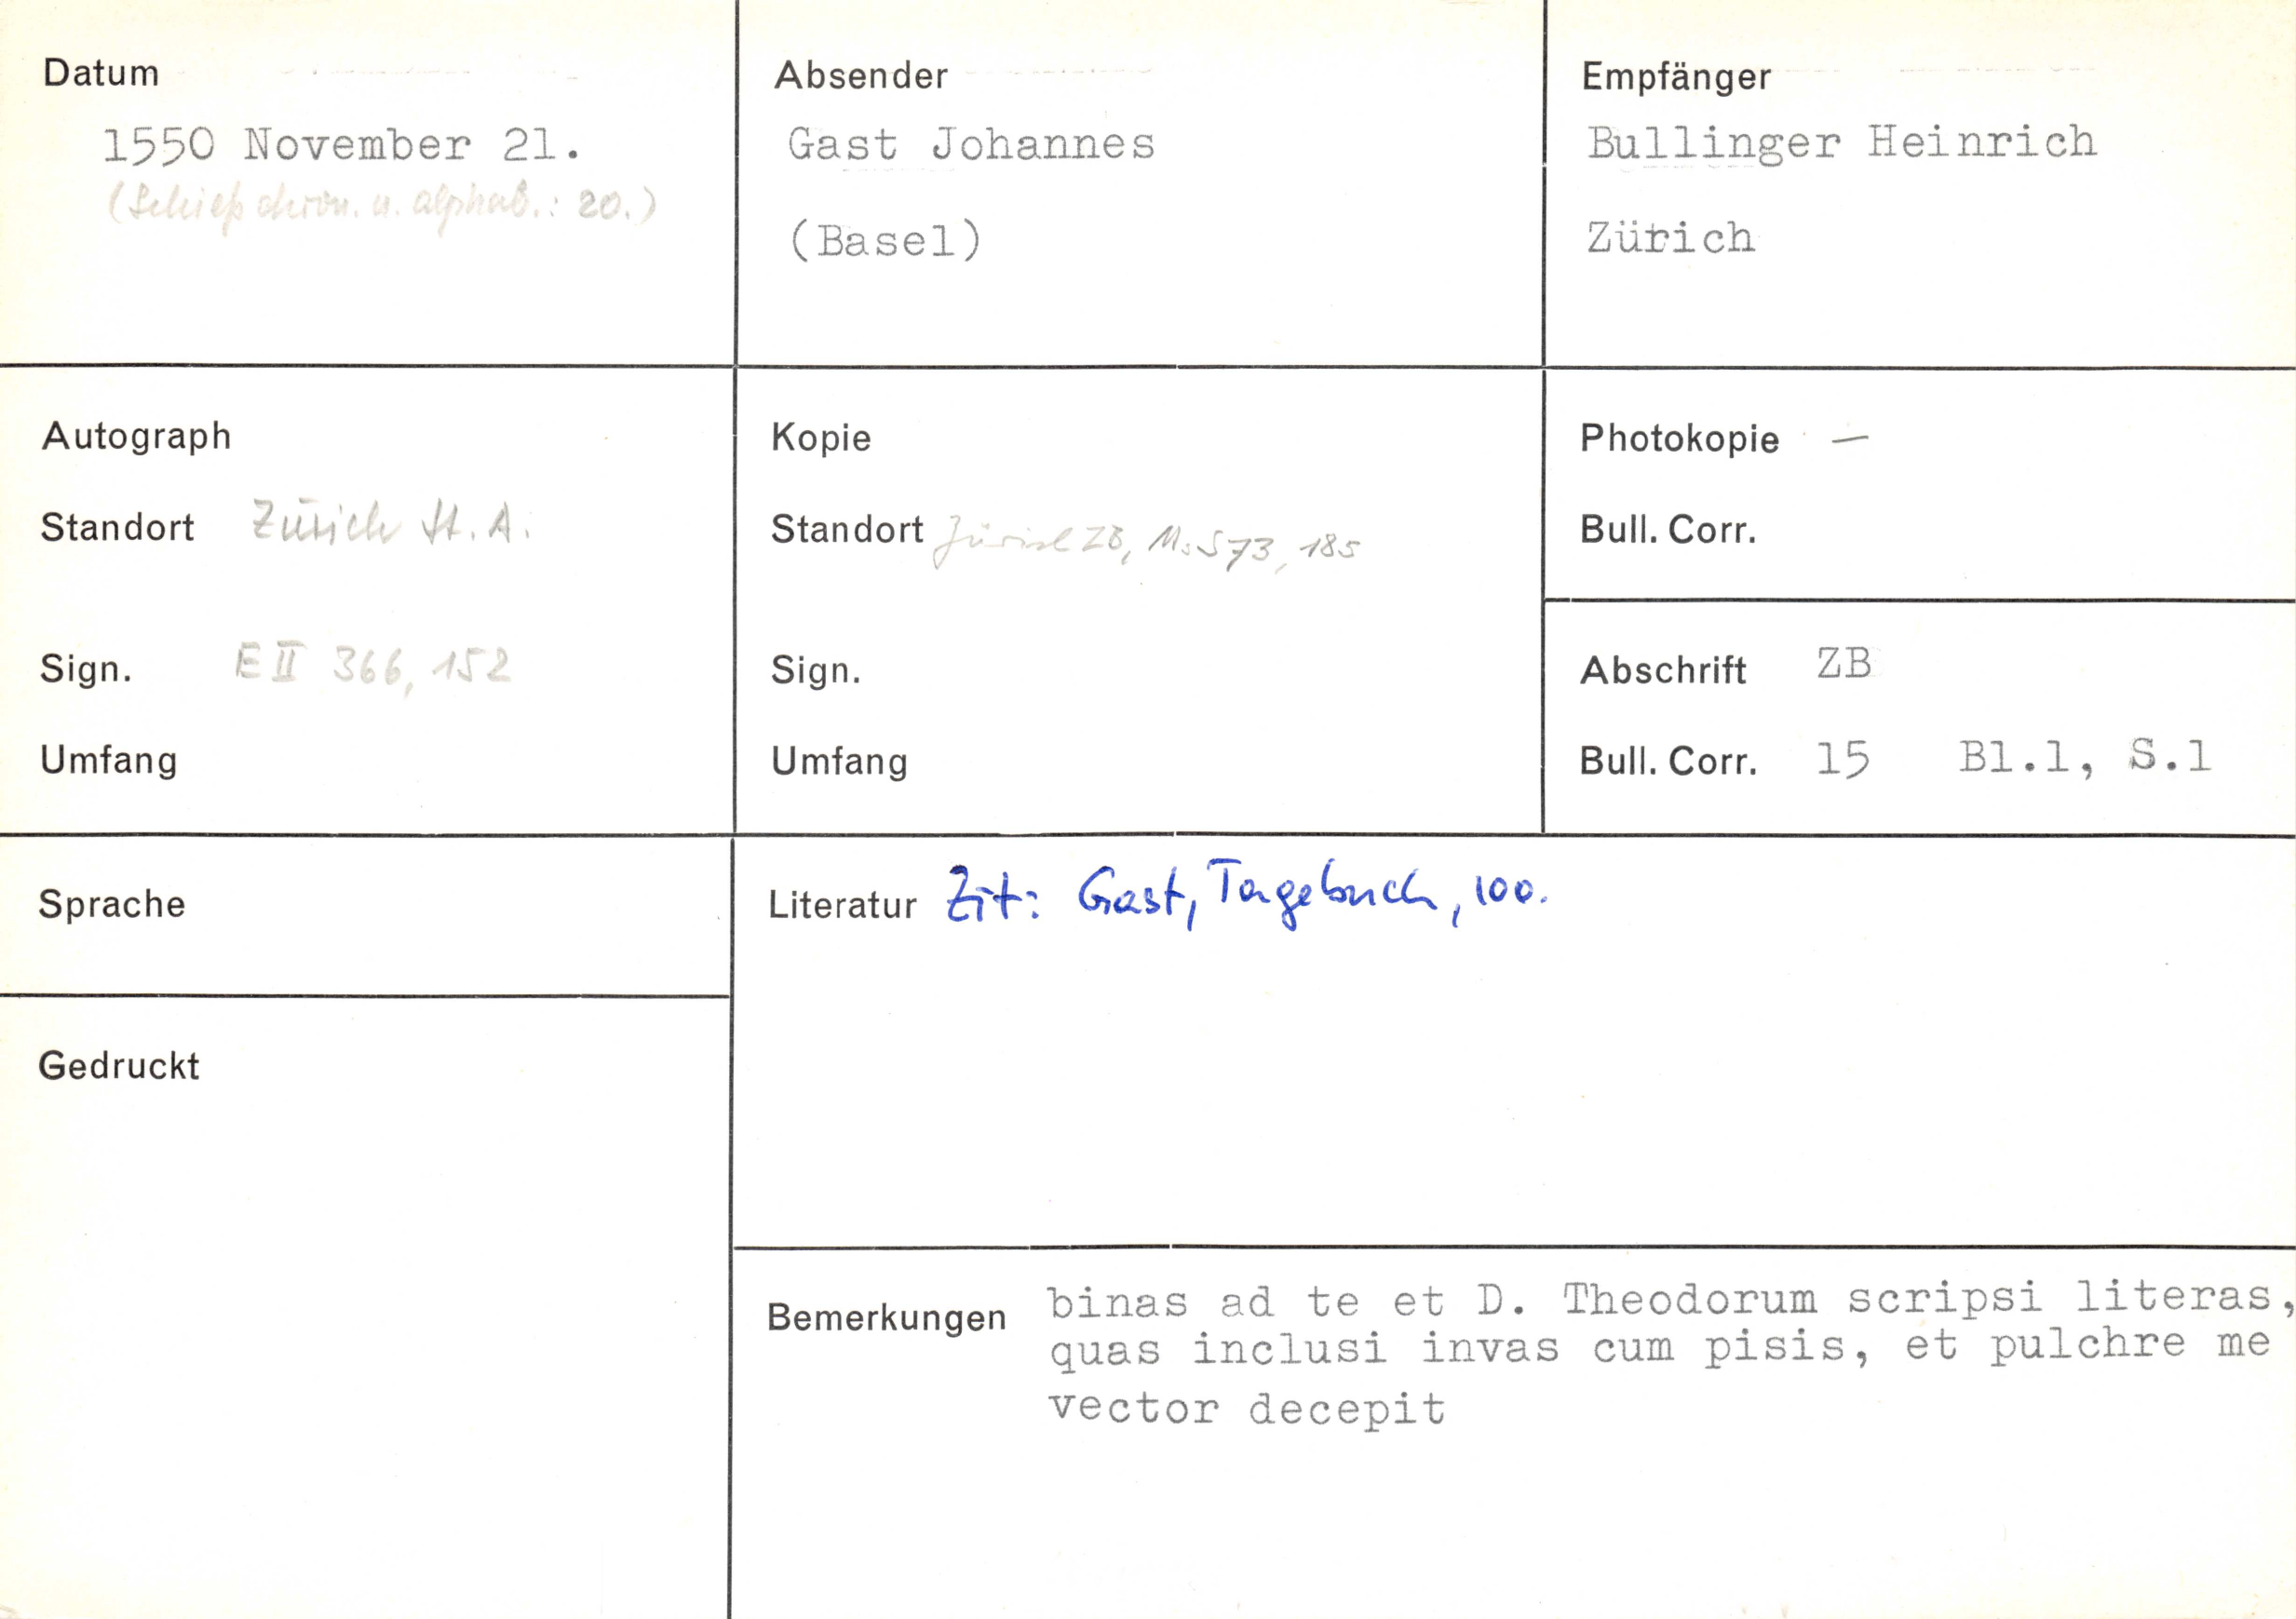 Datum
1550 November 21.
(Schieß chron. u. alphab.: 20.)
Absender
Gast Johannes
(Basel)
Empfänger
Bullinger Heinrich
Zürich
Autograph
Standort Zürich St. A.
Sign. E II 366, 152
Umfang
Kopie
Standort Zürich ZB, Ms S 73, 185
Sign.
Umfang
Photokopie —
Bull. Corr.
Abschrift ZB
Bull. Corr. 15 Bl.1, S.1
Sprache
Gedruckt
Literatur Zit: Gast, Tagebuch, 100.
Bemerkungen binas ad te et D. Theodorum scripsi literas,
quas inclusi invas cum pisis, et pulchre me
vector decepit